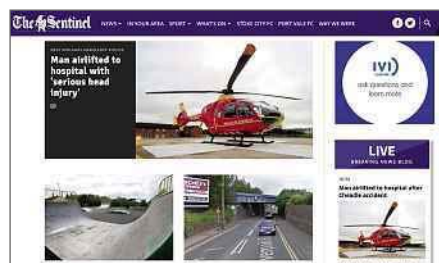 The Sentinel
NEWS IN YOUR AREA SPORT WHAT'S ON STOKE CITY FC PORT VALE FC WAY WE WERE
Man airlifted to
hospital with
'serious head
injury'
IVI
ask questions and
learn more
LIVE
BREAKING NEWS BLOG
NEWS
Man airlifted to hospital after
Cheadle accident